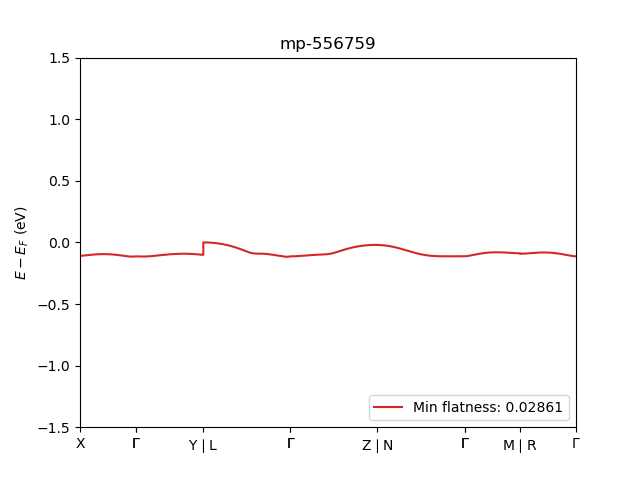 mp-556759
E − E_F (eV)
1.5
1.0
0.5
0.0
−0.5
−1.0
−1.5
Min flatness: 0.02861
X Γ Y | L Γ Z | N Γ M | R Γ